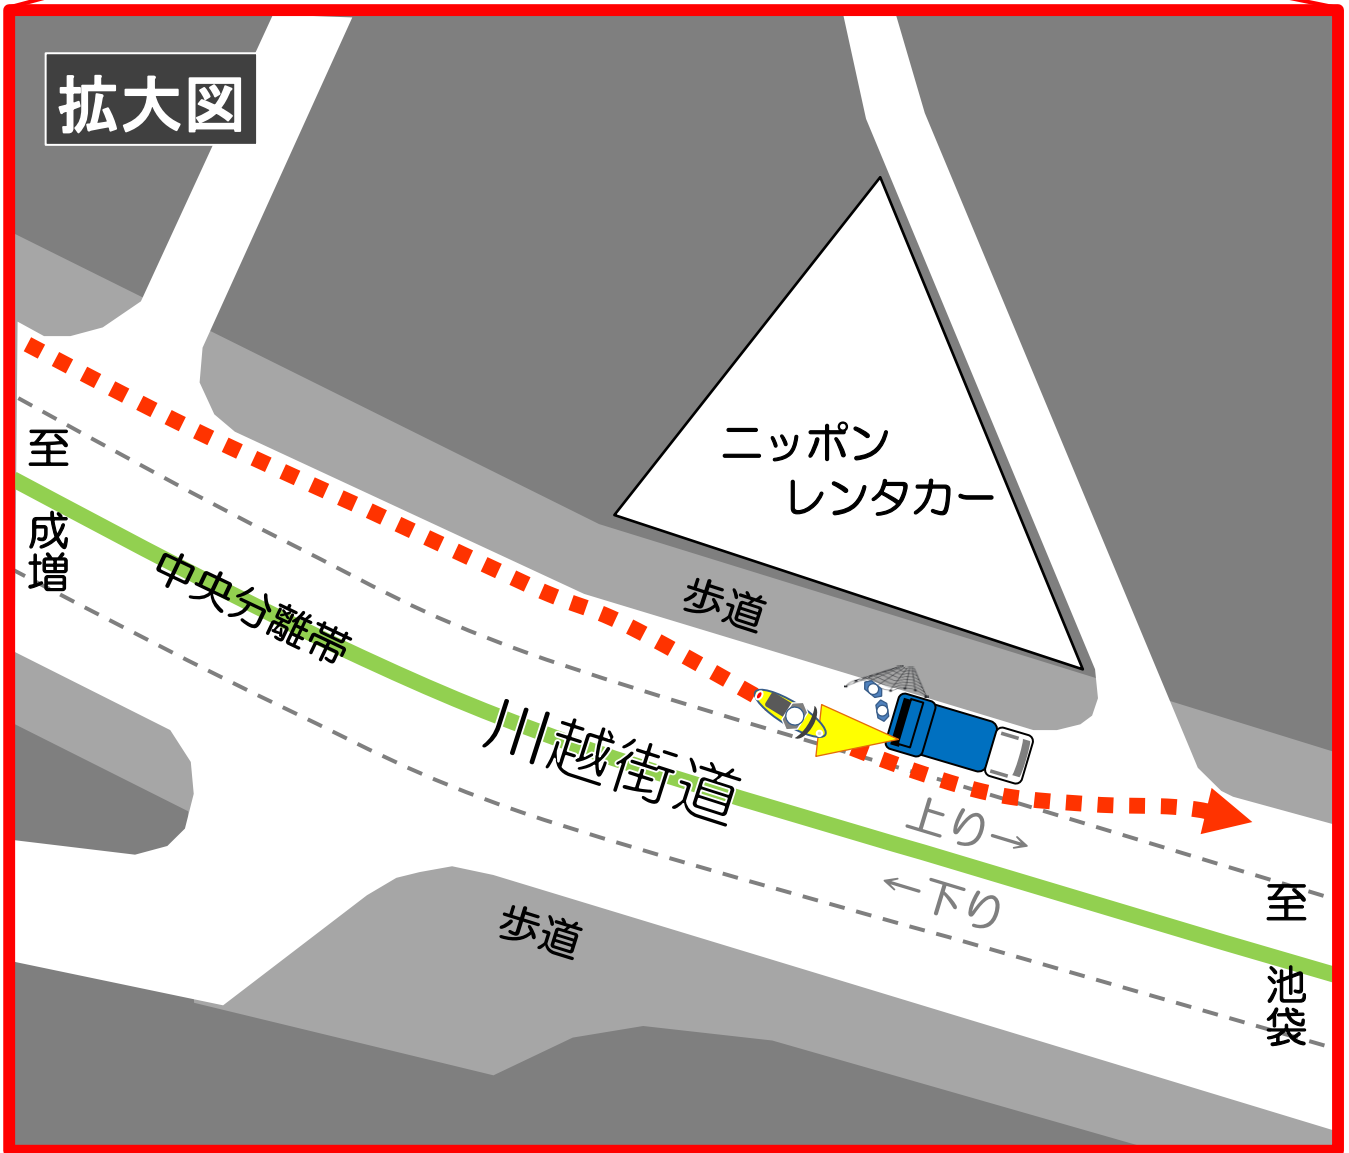 拡大図
ニッポン
レンタカー
歩道
至
成増
中央分離帯
川越街道
上り→
←下り
歩道
至
池袋